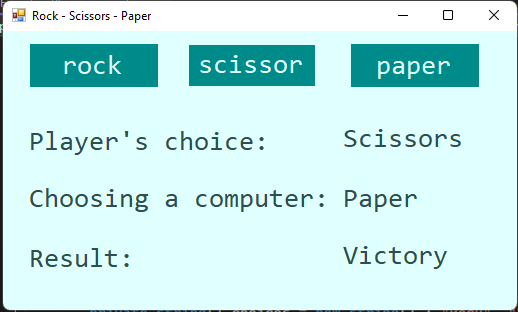 Rock - Scissors - Paper
rock scissor paper
Player's choice: Scissors
Choosing a computer: Paper
Result: Victory